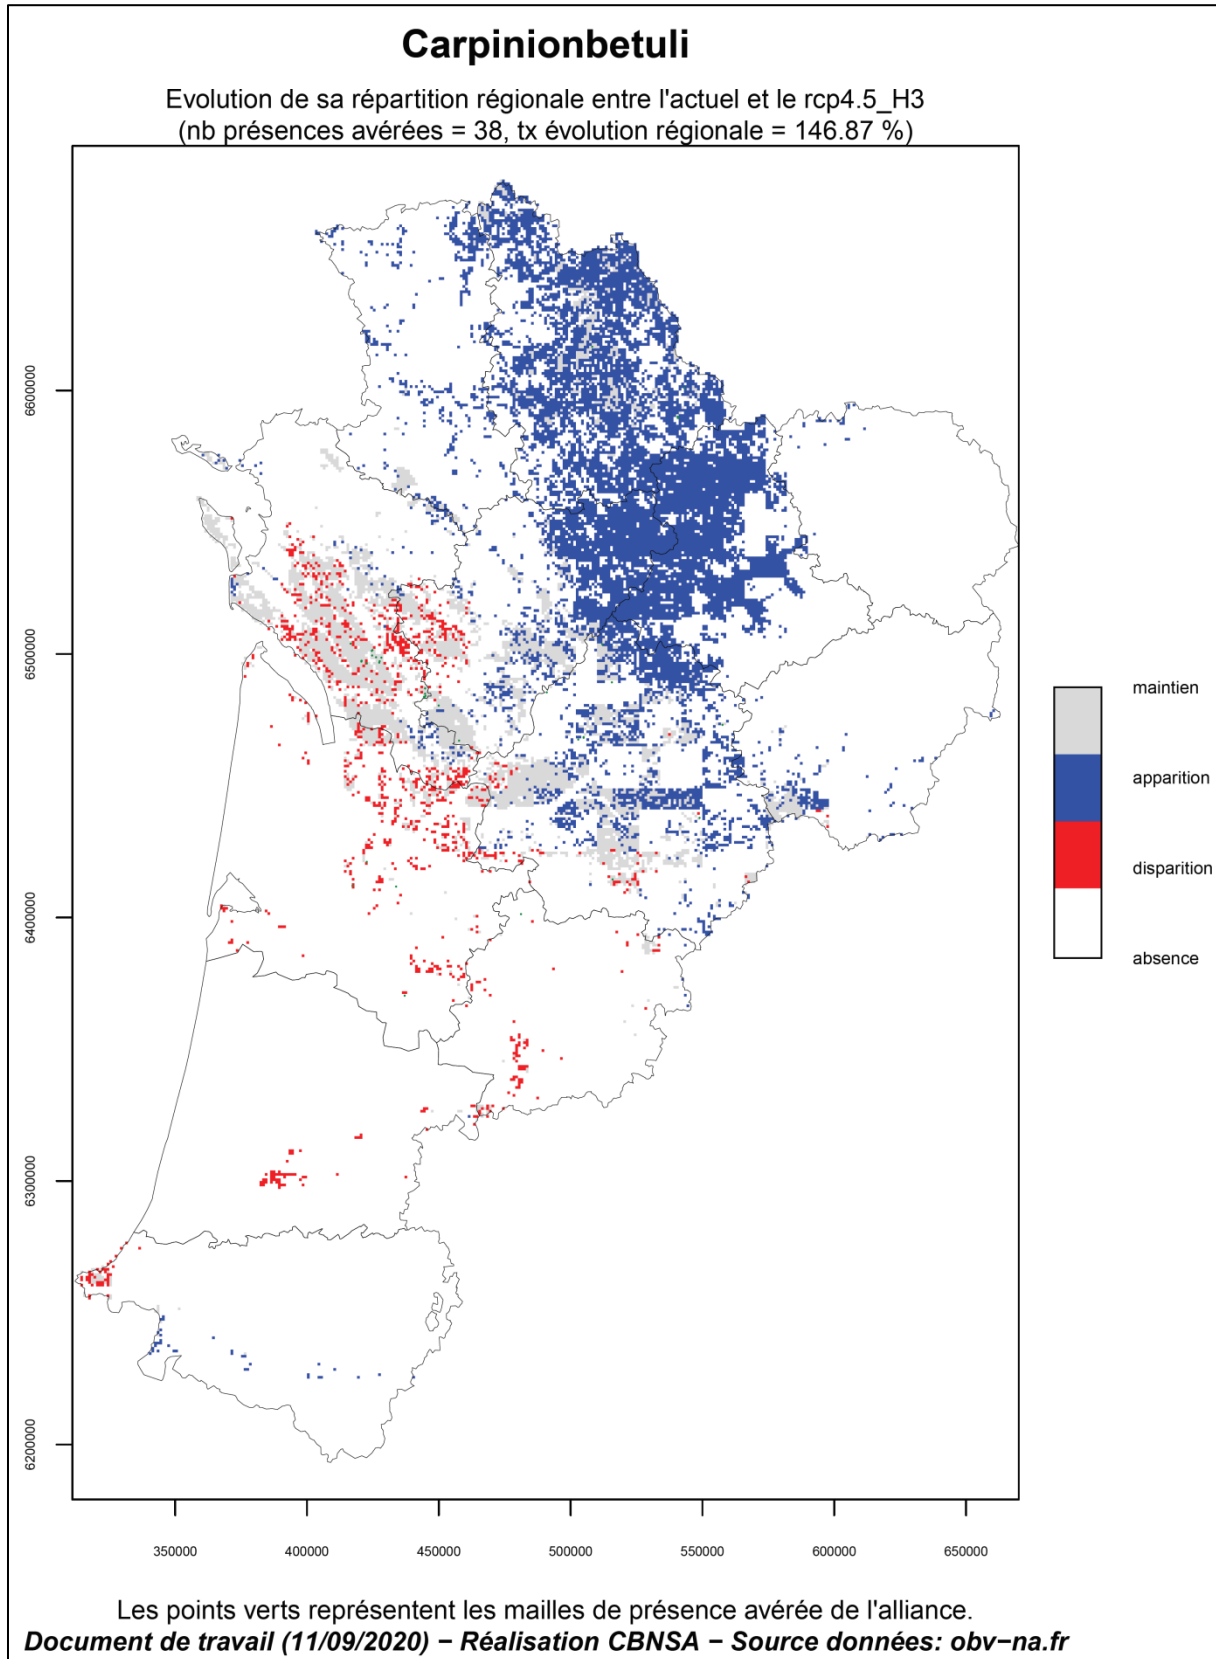 Carpinionbetuli
Evolution de sa répartition régionale entre l'actuel et le rcp4.5_H3
(nb présences avérées = 38, tx évolution régionale = 146.87 %)
6600000
6500000
6400000
6300000
6200000
maintien
apparition
disparition
absence
350000 400000 450000 500000 550000 600000 650000
Les points verts représentent les mailles de présence avérée de l'alliance.
Document de travail (11/09/2020) − Réalisation CBNSA − Source données: obv−na.fr